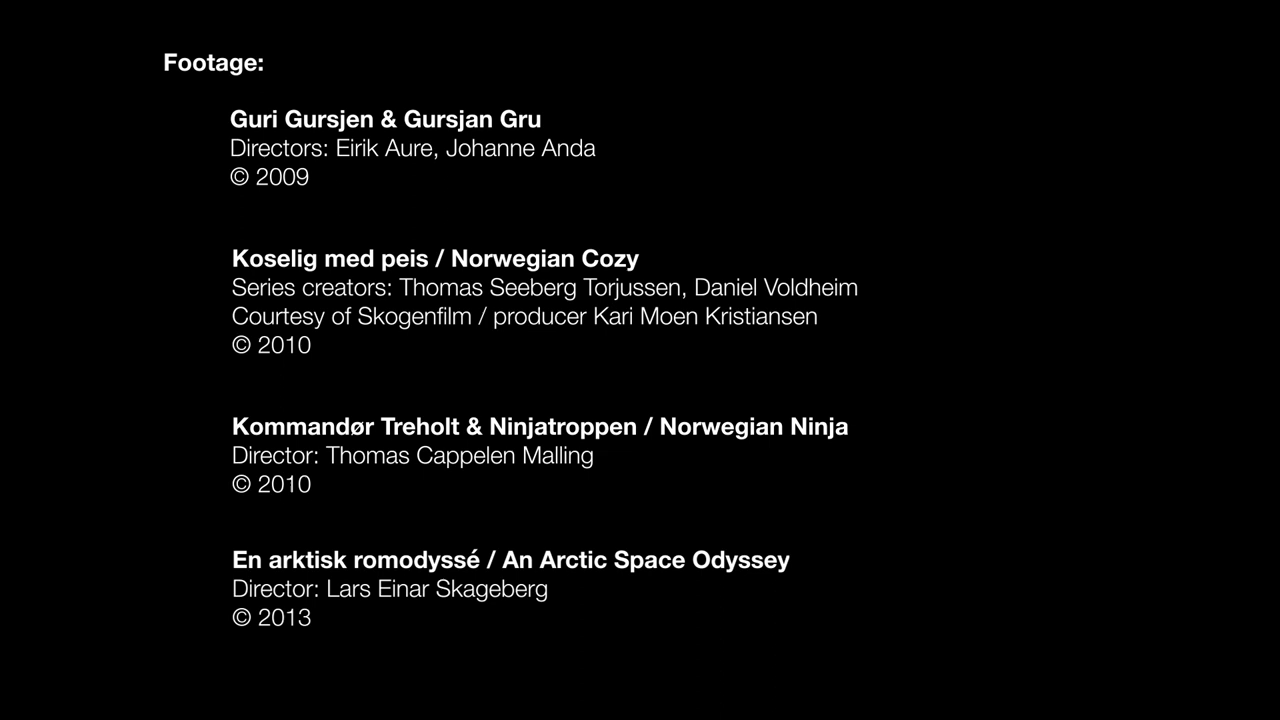 Footage:
Guri Gursjen & Gursjan Gru
Directors: Eirik Aure, Johanne Anda
© 2009
Koselig med peis / Norwegian Cozy
Series creators: Thomas Seeberg Torjussen, Daniel Voldheim
Courtesy of Skogenfilm / producer Kari Moen Kristiansen
© 2010
Kommandør Treholt & Ninjatroppen / Norwegian Ninja
Director: Thomas Cappelen Malling
© 2010
En arktisk romodyssé / An Arctic Space Odyssey
Director: Lars Einar Skageberg
© 2013